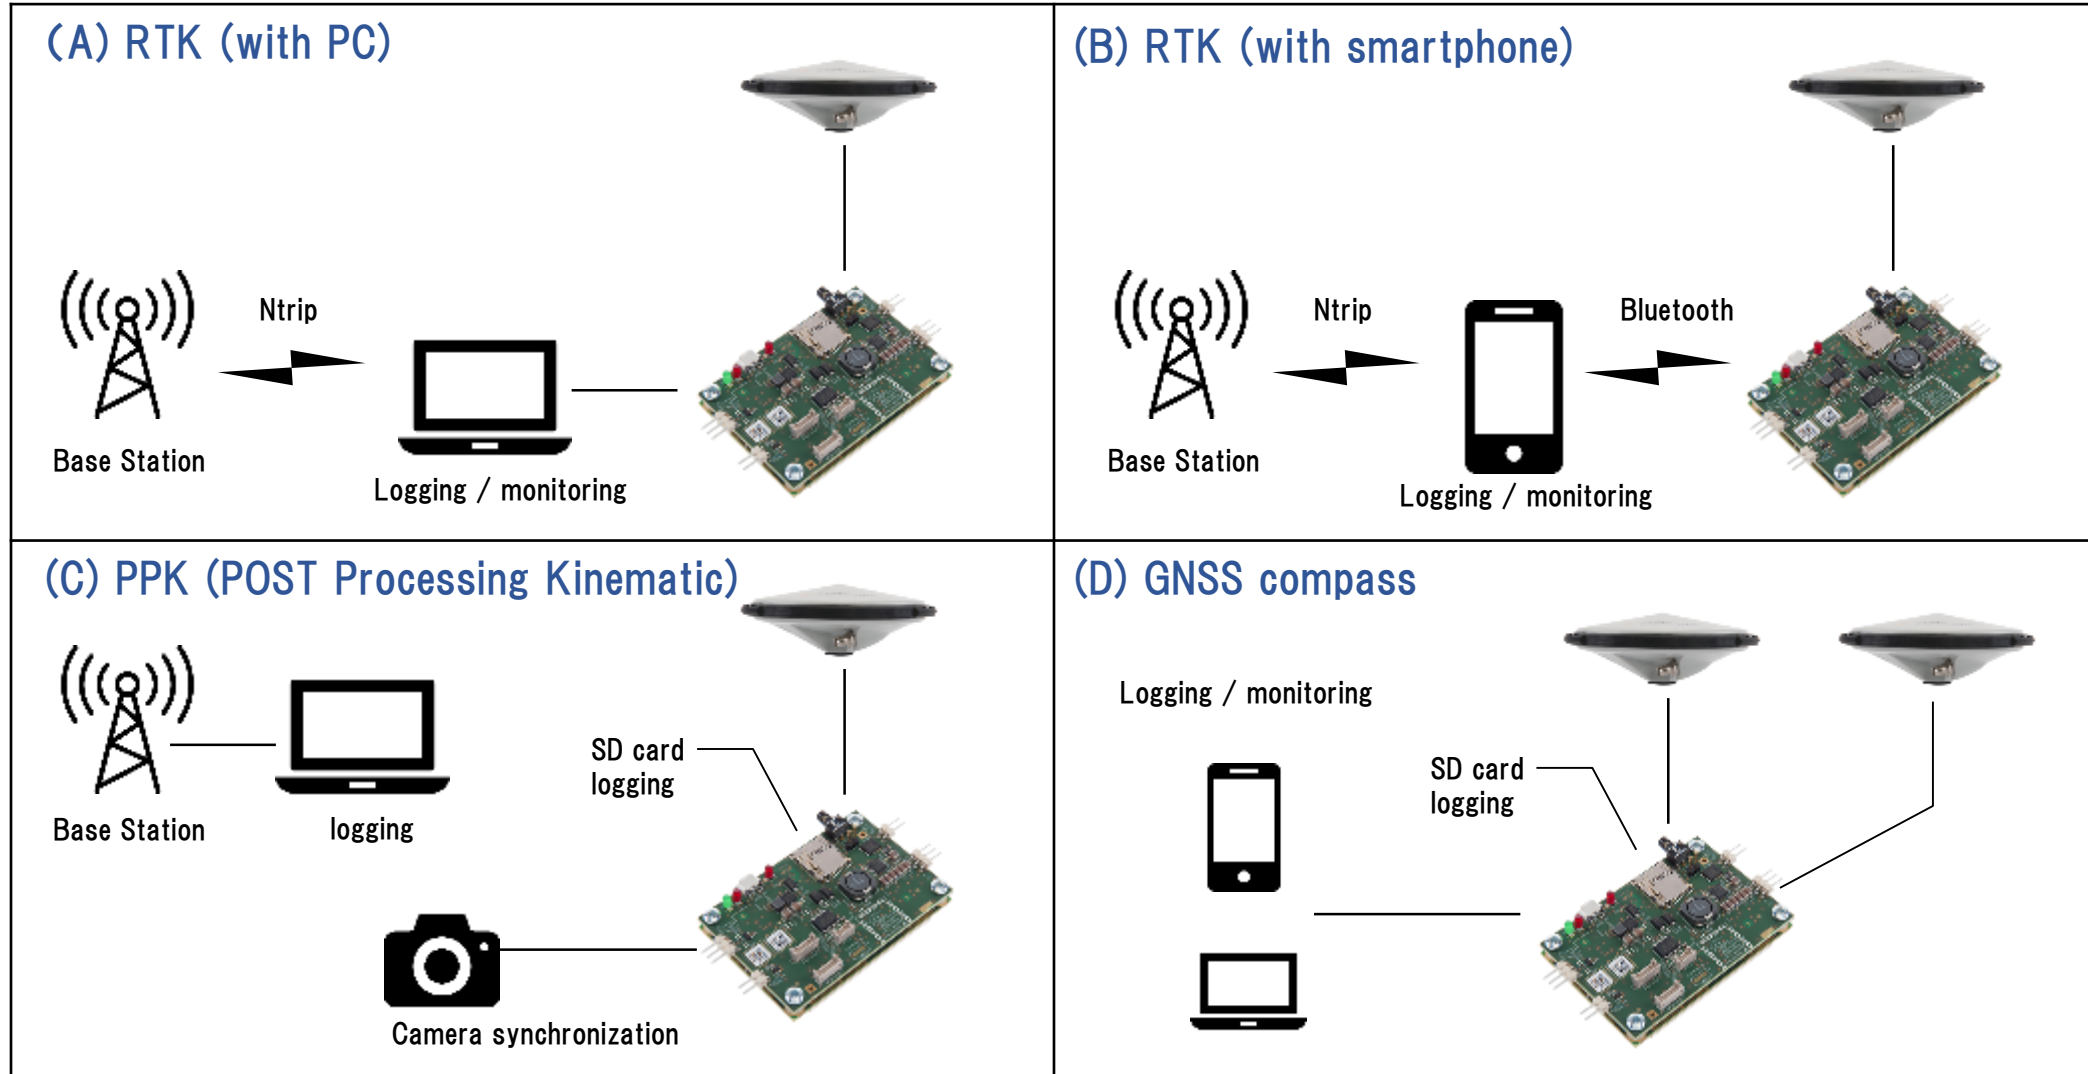 (A) RTK (with PC)
Ntrip
Base Station
Logging / monitoring
(B) RTK (with smartphone)
Ntrip
Bluetooth
Base Station
Logging / monitoring
(C) PPK (POST Processing Kinematic)
SD card
logging
Base Station
logging
Camera synchronization
(D) GNSS compass
Logging / monitoring
SD card
logging